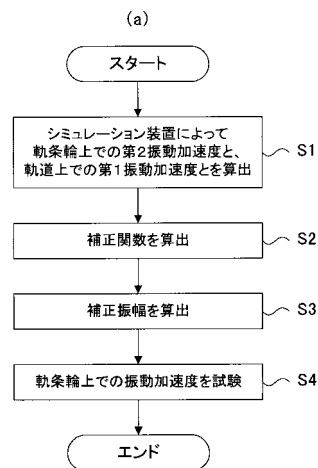 (a)
スタート
シミュレーション装置によって
軌条輪上での第2振動加速度と、
軌道上での第1振動加速度とを算出
S1
補正関数を算出
S2
補正振幅を算出
S3
軌条輪上での振動加速度を試験
S4
エンド